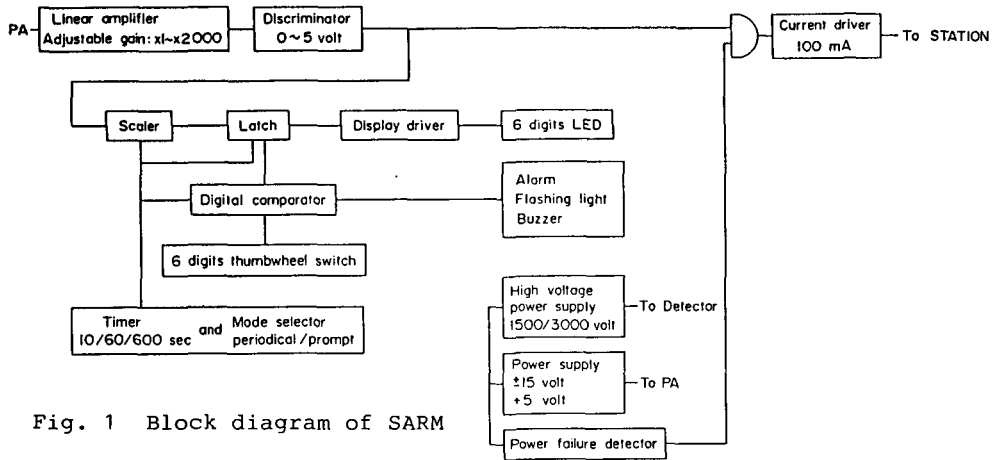 PA
Linear amplifier
Adjustable gain: x1~x2000
Discriminator
0~5 volt
Current driver
100 mA
To STATION
Scaler
Latch
Display driver
6 digits LED
Digital comparator
Alarm
Flashing light
Buzzer
6 digits thumbwheel switch
Timer
10/60/600 sec
and
Mode selector
periodical/prompt
High voltage
power supply
1500/3000 volt
To Detector
Power supply
±15 volt
+5 volt
To PA
Power failure detector
Fig. 1 Block diagram of SARM